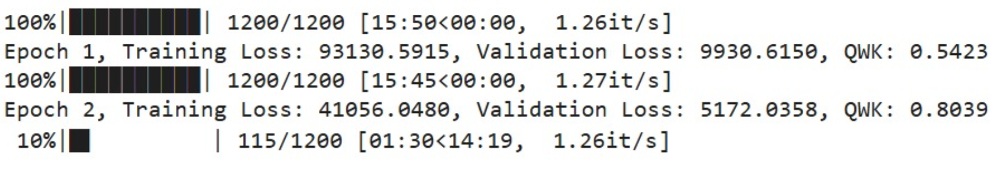 100%|██████████| 1200/1200 [15:50<00:00,  1.26it/s]
Epoch 1, Training Loss: 93130.5915, Validation Loss: 9930.6150, QWK: 0.5423
100%|██████████| 1200/1200 [15:45<00:00,  1.27it/s]
Epoch 2, Training Loss: 41056.0480, Validation Loss: 5172.0358, QWK: 0.8039
 10%|█         | 115/1200 [01:30<14:19,  1.26it/s]